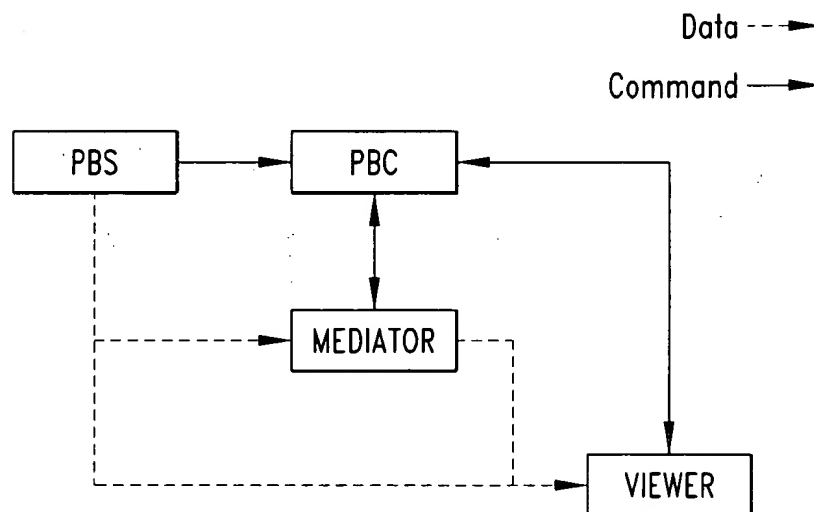 Data
Command
PBS
PBC
MEDIATOR
VIEWER